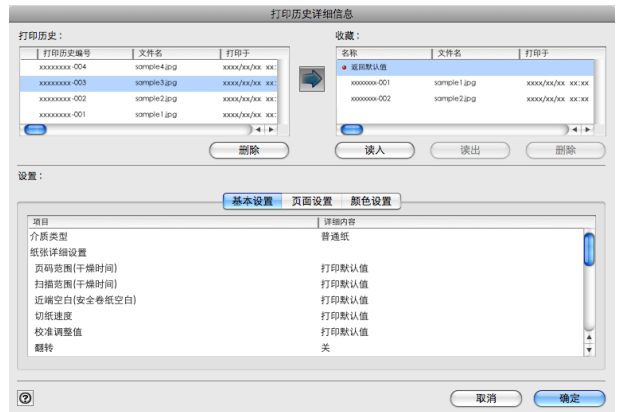 打印历史详细信息
打印历史：
打印历史编号 文件名 打印于
xxxxxxxx-004 sample4.jpg xxxx/xx/xx xx:
xxxxxxxx-003 sample3.jpg xxxx/xx/xx xx:
xxxxxxxx-002 sample2.jpg xxxx/xx/xx xx:
xxxxxxxx-001 sample1.jpg xxxx/xx/xx xx:
删除
收藏：
名称 文件名 打印于
返回默认值
xxxxxxxx-001 sample1.jpg xxxx/xx/xx xx:xx
xxxxxxxx-002 sample2.jpg xxxx/xx/xx xx:xx
读入 读出 删除
设置：
基本设置 页面设置 颜色设置
项目 详细内容
介质类型 普通纸
纸张详细设置
页码范围(干燥时间) 打印默认值
扫描范围(干燥时间) 打印默认值
近端空白(安全卷纸空白) 打印默认值
切纸速度 打印默认值
校准调整值 打印默认值
翻转 关
?
取消 确定